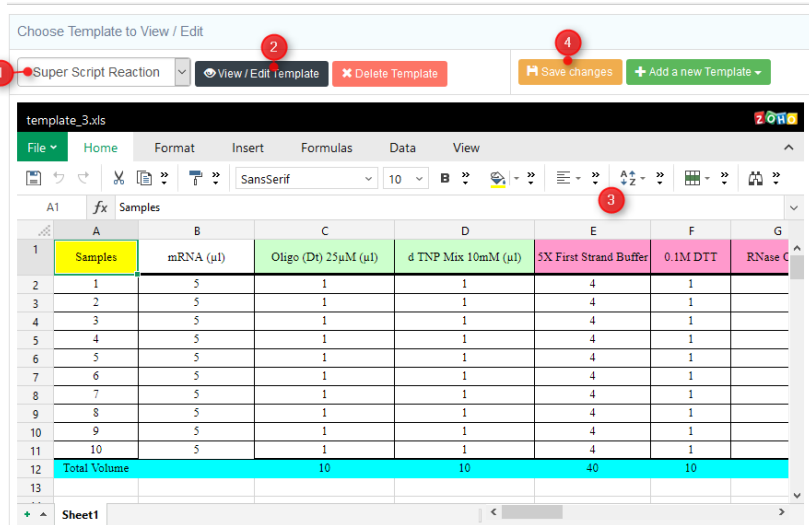 Choose Template to View / Edit
1 Super Script Reaction 2 View / Edit Template Delete Template 4 Save changes Add a new Template
template_3.xls ZOHO
File Home Format Insert Formulas Data View
SansSerif 10 B
A1 fx Samples 3
A B C D E F G
1 Samples mRNA (µl) Oligo (Dt) 25µM (µl) d TNP Mix 10mM (µl) 5X First Strand Buffer 0.1M DTT RNase
2 1 5 1 1 4 1
3 2 5 1 1 4 1
4 3 5 1 1 4 1
5 4 5 1 1 4 1
6 5 5 1 1 4 1
7 6 5 1 1 4 1
8 7 5 1 1 4 1
9 8 5 1 1 4 1
10 9 5 1 1 4 1
11 10 5 1 1 4 1
12 Total Volume 10 10 40 10
13
Sheet1